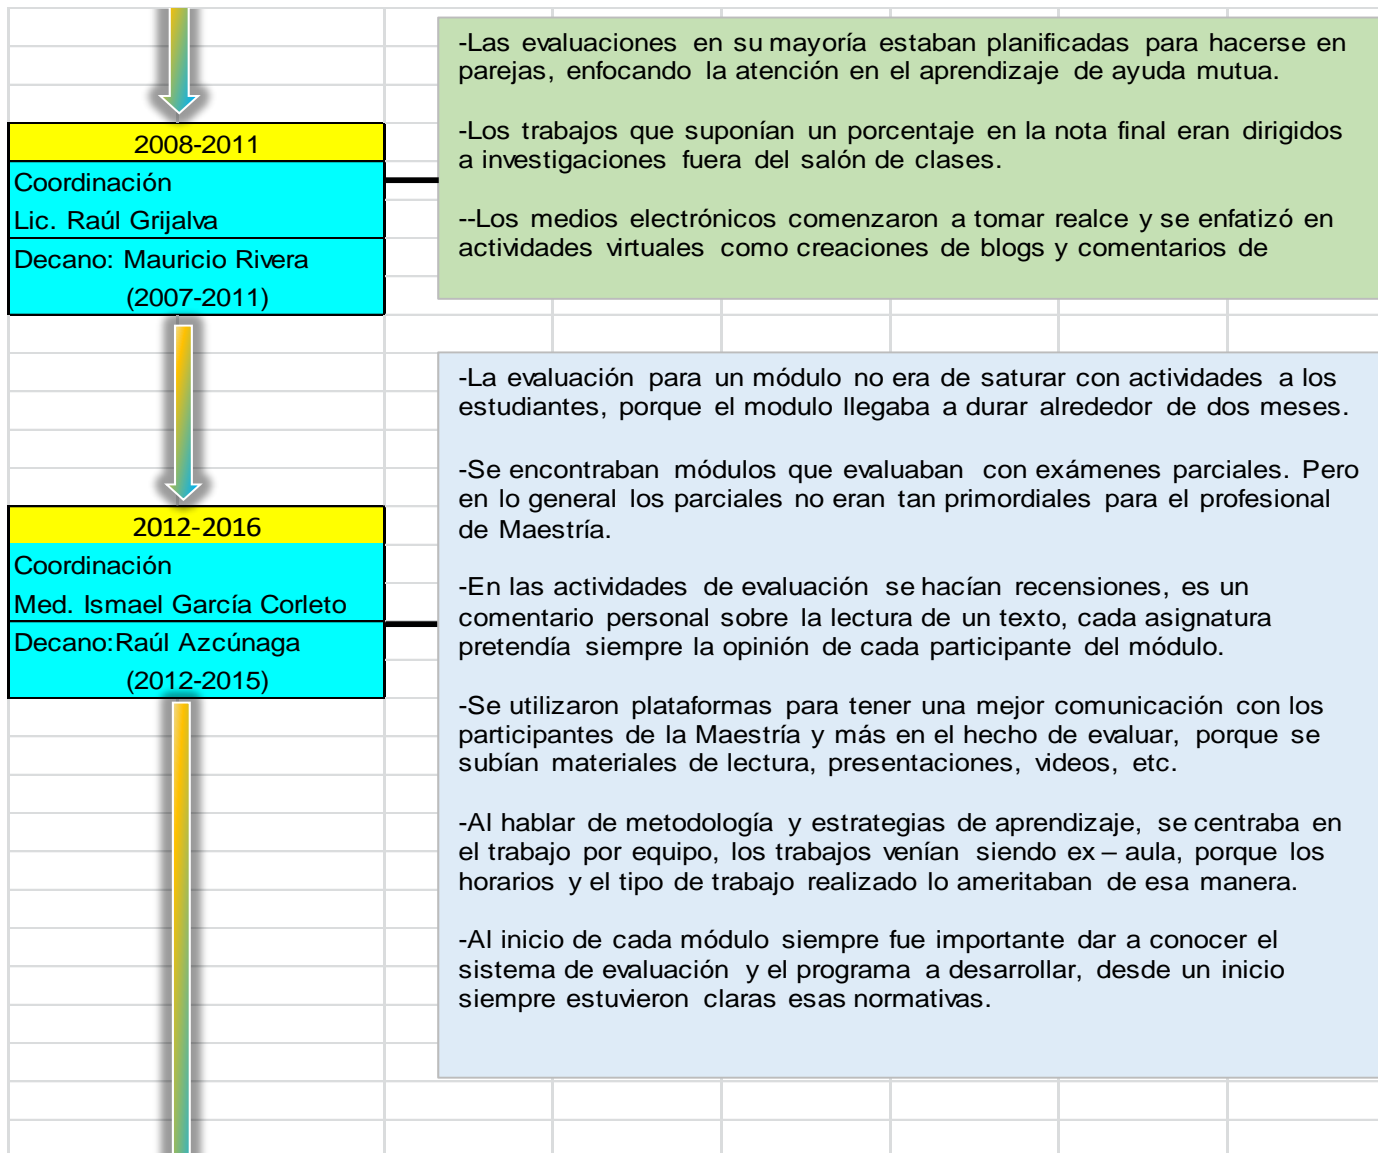 2008-2011
Coordinación
Lic. Raúl Grijalva
Decano: Mauricio Rivera
(2007-2011)
-Las evaluaciones en su mayoría estaban planificadas para hacerse en
parejas, enfocando la atención en el aprendizaje de ayuda mutua.
-Los trabajos que suponían un porcentaje en la nota final eran dirigidos
a investigaciones fuera del salón de clases.
--Los medios electrónicos comenzaron a tomar realce y se enfatizó en
actividades virtuales como creaciones de blogs y comentarios de
2012-2016
Coordinación
Med. Ismael García Corleto
Decano:Raúl Azcúnaga
(2012-2015)
-La evaluación para un módulo no era de saturar con actividades a los
estudiantes, porque el modulo llegaba a durar alrededor de dos meses.
-Se encontraban módulos que evaluaban con exámenes parciales. Pero
en lo general los parciales no eran tan primordiales para el profesional
de Maestría.
-En las actividades de evaluación se hacían recensiones, es un
comentario personal sobre la lectura de un texto, cada asignatura
pretendía siempre la opinión de cada participante del módulo.
-Se utilizaron plataformas para tener una mejor comunicación con los
participantes de la Maestría y más en el hecho de evaluar, porque se
subían materiales de lectura, presentaciones, videos, etc.
-Al hablar de metodología y estrategias de aprendizaje, se centraba en
el trabajo por equipo, los trabajos venían siendo ex – aula, porque los
horarios y el tipo de trabajo realizado lo ameritaban de esa manera.
-Al inicio de cada módulo siempre fue importante dar a conocer el
sistema de evaluación y el programa a desarrollar, desde un inicio
siempre estuvieron claras esas normativas.